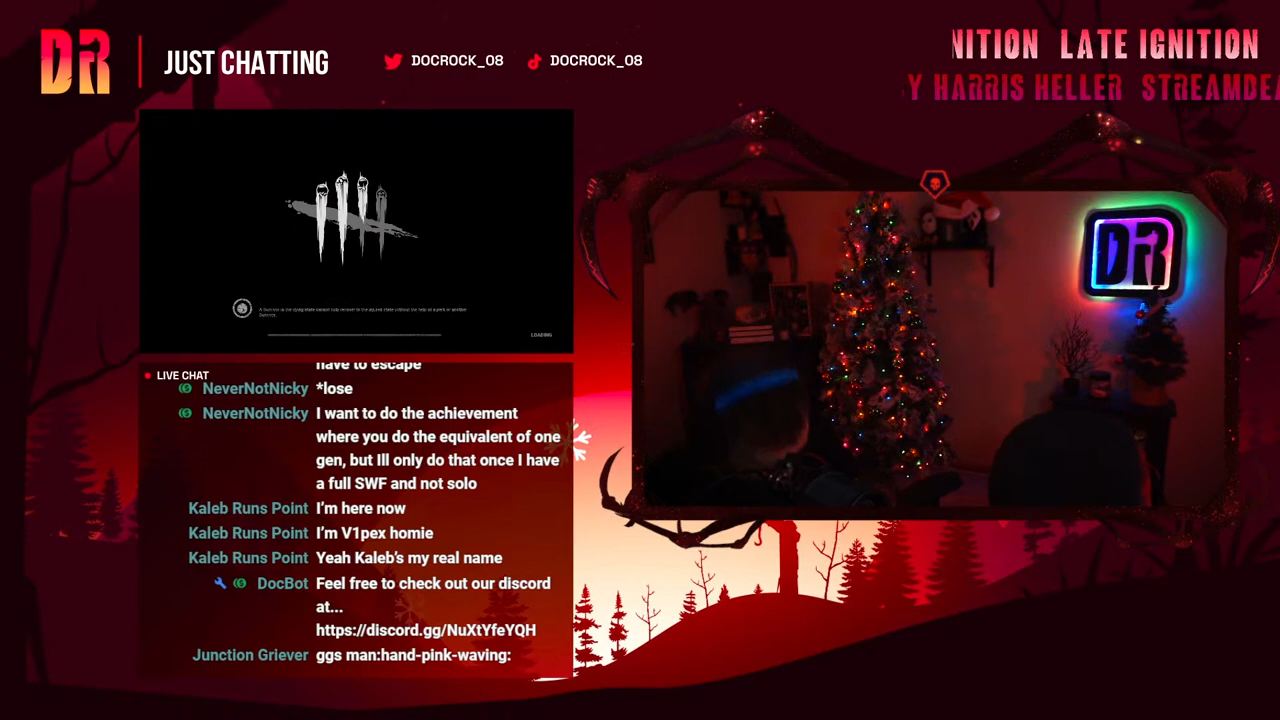 DR
JUST CHATTING
DOCROCK_08
DOCROCK_08
NITION LATE IGNITION
Y HARRIS HELLER STREAMBEA
DR
LOADING
have to escape
LIVE CHAT
NeverNotNicky *lose
NeverNotNicky I want to do the achievement
where you do the equivalent of one
gen, but Ill only do that once I have
a full SWF and not solo
Kaleb Runs Point I'm here now
Kaleb Runs Point I'm V1pex homie
Kaleb Runs Point Yeah Kaleb's my real name
DocBot Feel free to check out our discord
at...
https://discord.gg/NuXtYfeYQH
Junction Griever ggs man:hand-pink-waving: